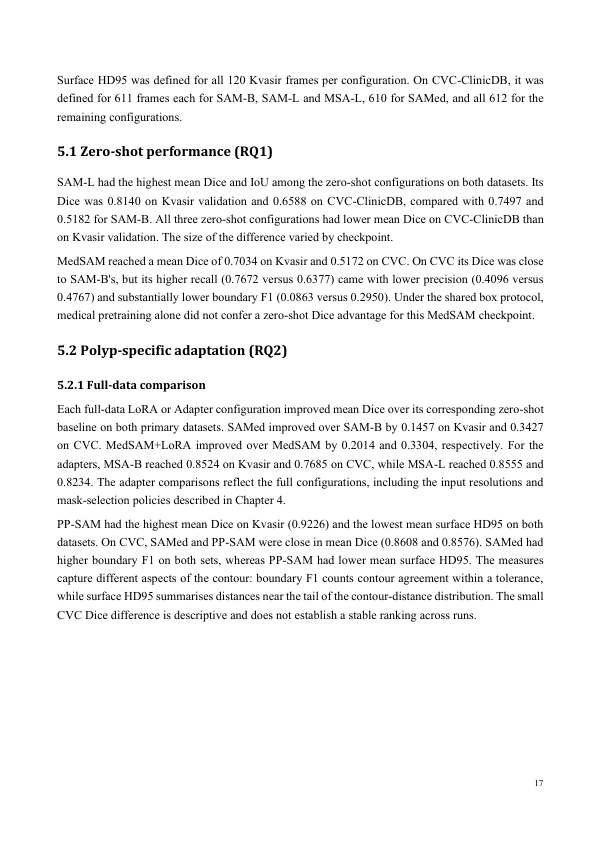 Surface HD95 was defined for all 120 Kvasir frames per configuration. On CVC-ClinicDB, it was
defined for 611 frames each for SAM-B, SAM-L and MSA-L, 610 for SAMed, and all 612 for the
remaining configurations.
5.1 Zero-shot performance (RQ1)
SAM-L had the highest mean Dice and IoU among the zero-shot configurations on both datasets. Its
Dice was 0.8140 on Kvasir validation and 0.6588 on CVC-ClinicDB, compared with 0.7497 and
0.5182 for SAM-B. All three zero-shot configurations had lower mean Dice on CVC-ClinicDB than
on Kvasir validation. The size of the difference varied by checkpoint.
MedSAM reached a mean Dice of 0.7034 on Kvasir and 0.5172 on CVC. On CVC its Dice was close
to SAM-B's, but its higher recall (0.7672 versus 0.6377) came with lower precision (0.4096 versus
0.4767) and substantially lower boundary F1 (0.0863 versus 0.2950). Under the shared box protocol,
medical pretraining alone did not confer a zero-shot Dice advantage for this MedSAM checkpoint.
5.2 Polyp-specific adaptation (RQ2)
5.2.1 Full-data comparison
Each full-data LoRA or Adapter configuration improved mean Dice over its corresponding zero-shot
baseline on both primary datasets. SAMed improved over SAM-B by 0.1457 on Kvasir and 0.3427
on CVC. MedSAM+LoRA improved over MedSAM by 0.2014 and 0.3304, respectively. For the
adapters, MSA-B reached 0.8524 on Kvasir and 0.7685 on CVC, while MSA-L reached 0.8555 and
0.8234. The adapter comparisons reflect the full configurations, including the input resolutions and
mask-selection policies described in Chapter 4.
PP-SAM had the highest mean Dice on Kvasir (0.9226) and the lowest mean surface HD95 on both
datasets. On CVC, SAMed and PP-SAM were close in mean Dice (0.8608 and 0.8576). SAMed had
higher boundary F1 on both sets, whereas PP-SAM had lower mean surface HD95. The measures
capture different aspects of the contour: boundary F1 counts contour agreement within a tolerance,
while surface HD95 summarises distances near the tail of the contour-distance distribution. The small
CVC Dice difference is descriptive and does not establish a stable ranking across runs.
17